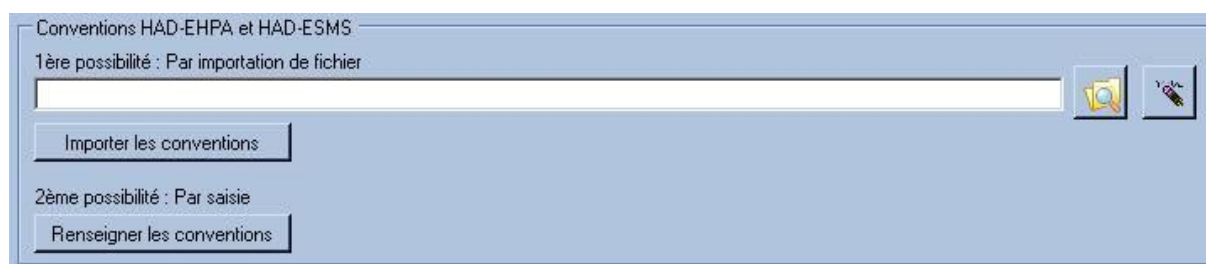 Conventions HAD-EHPA et HAD-ESMS
1ère possibilité : Par importation de fichier
Importer les conventions
2ème possibilité : Par saisie
Renseigner les conventions